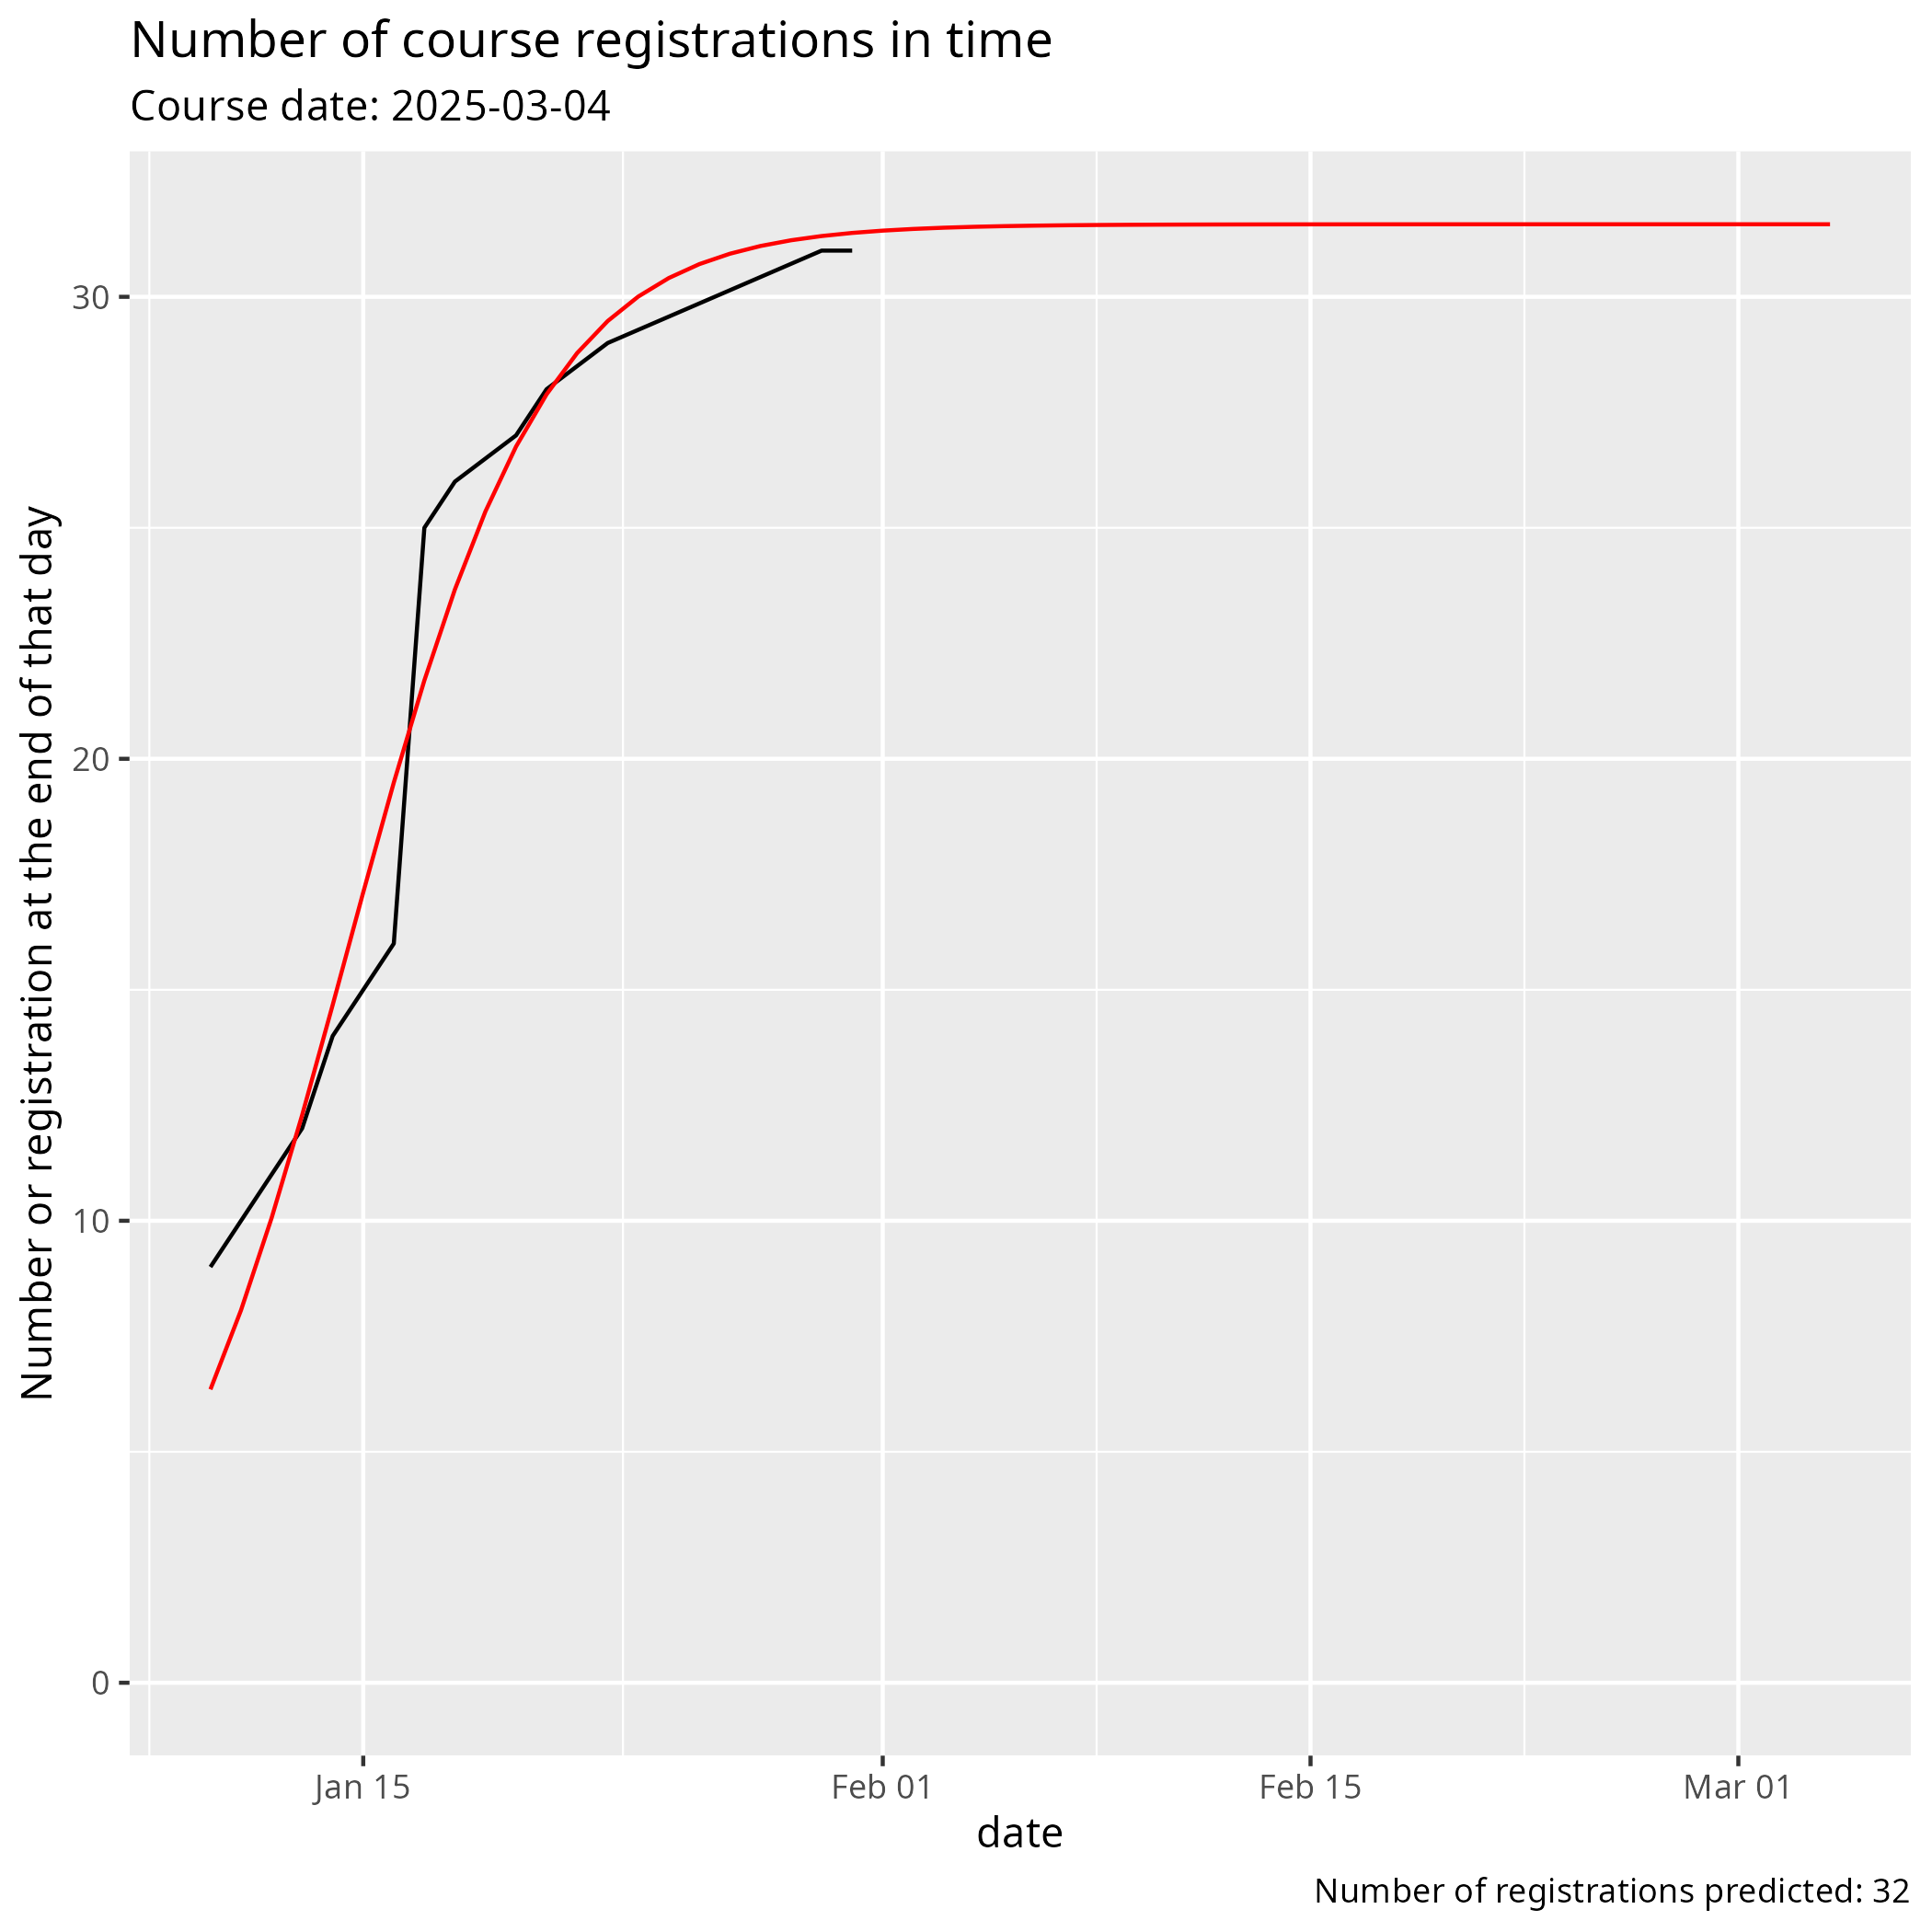 Number of course registrations in time
Course date: 2025-03-04
Number or registration at the end of that day
30
20
10
0
Jan 15
Feb 01
Feb 15
Mar 01
date
Number of registrations predicted: 32